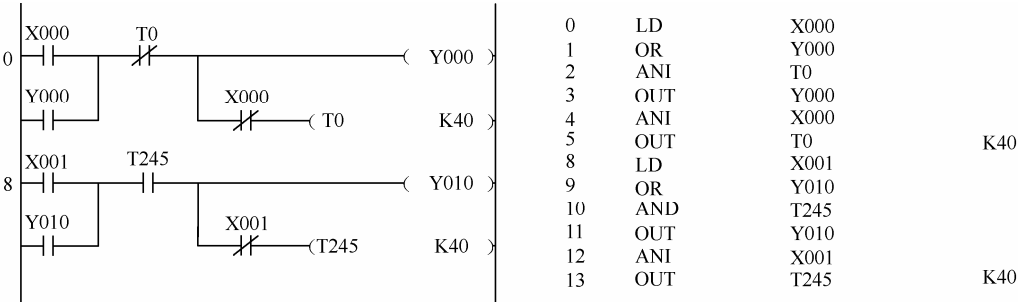 X000 T0
0 ( Y000 )
Y000 X000
( T0 K40 )
X001 T245
8 ( Y010 )
Y010 X001
(T245 K40 )
0 LD X000
1 OR Y000
2 ANI T0
3 OUT Y000
4 ANI X000
5 OUT T0 K40
8 LD X001
9 OR Y010
10 AND T245
11 OUT Y010
12 ANI X001
13 OUT T245 K40